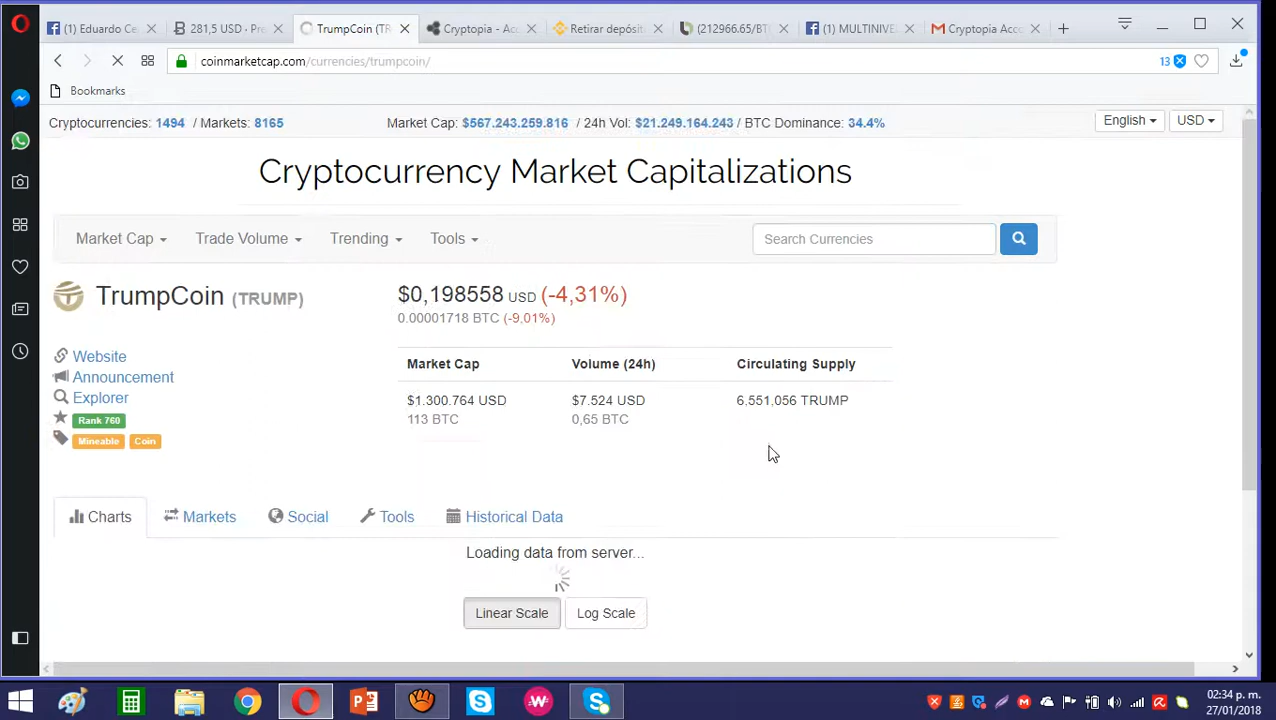 (1) Eduardo Ce
281,5 USD - Pre
TrumpCoin (TR
Cryptopia - Acc
Retirar depósit
(212966.65/BT
(1) MULTINIVE
Cryptopia Acco
coinmarketcap.com/currencies/trumpcoin/
13
Bookmarks
Cryptocurrencies: 1494 / Markets: 8165
Market Cap: $567.243.259.816 / 24h Vol: $21.249.164.243 / BTC Dominance: 34.4%
English
USD
Cryptocurrency Market Capitalizations
Market Cap
Trade Volume
Trending
Tools
Search Currencies
TrumpCoin (TRUMP)
$0,198558 USD (-4,31%)
0.00001718 BTC (-9,01%)
Website
Announcement
Explorer
Rank 760
Mineable
Coin
Market Cap
Volume (24h)
Circulating Supply
$1.300.764 USD
$7.524 USD
6.551.056 TRUMP
113 BTC
0,65 BTC
Charts
Markets
Social
Tools
Historical Data
Loading data from server...
Linear Scale
Log Scale
02:34 p. m.
27/01/2018